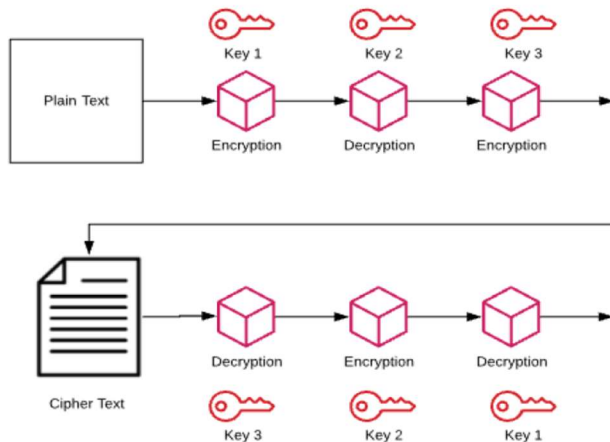 Key 1
Key 2
Key 3
Plain Text
Encryption
Decryption
Encryption
Decryption
Encryption
Decryption
Cipher Text
Key 3
Key 2
Key 1